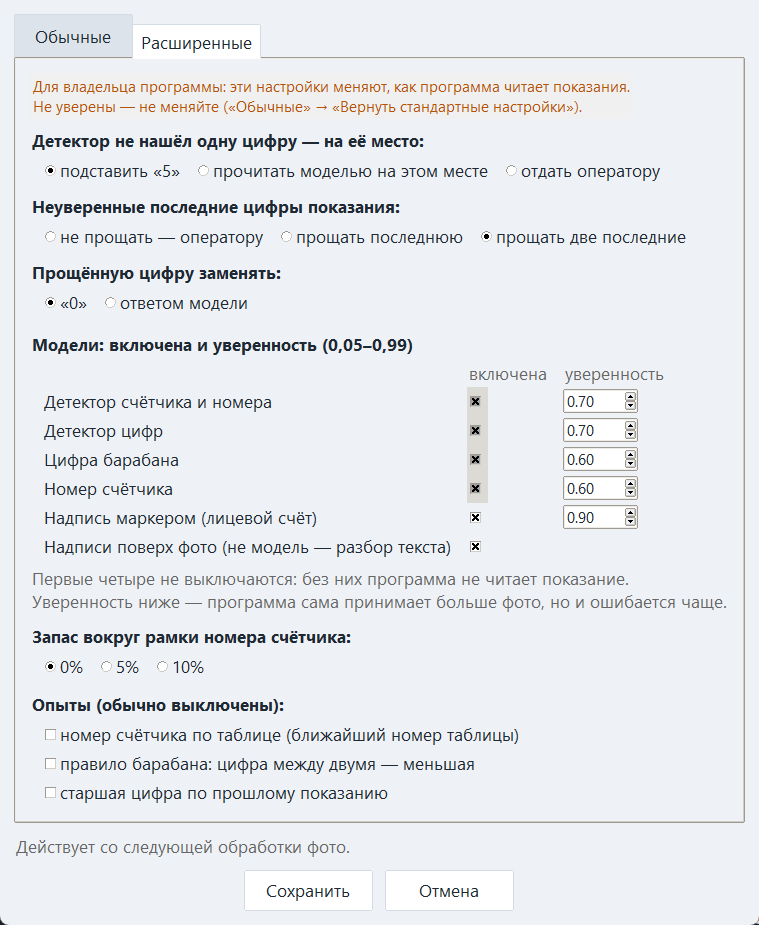 Обычные
Расширенные
Для владельца программы: эти настройки меняют, как программа читает показания.
Не уверены — не меняйте («Обычные» → «Вернуть стандартные настройки»).
Детектор не нашёл одну цифру — на её место:
подставить «5» прочитать моделью на этом месте отдать оператору
Неуверенные последние цифры показания:
не прощать — оператору прощать последнюю прощать две последние
Прощённую цифру заменять:
«0» ответом модели
Модели: включена и уверенность (0,05–0,99)
включена уверенность
Детектор счётчика и номера 0.70
Детектор цифр 0.70
Цифра барабана 0.60
Номер счётчика 0.60
Надпись маркером (лицевой счёт) 0.90
Надписи поверх фото (не модель — разбор текста)
Первые четыре не выключаются: без них программа не читает показание.
Уверенность ниже — программа сама принимает больше фото, но и ошибается чаще.
Запас вокруг рамки номера счётчика:
0% 5% 10%
Опыты (обычно выключены):
номер счётчика по таблице (ближайший номер таблицы)
правило барабана: цифра между двумя — меньшая
старшая цифра по прошлому показанию
Действует со следующей обработки фото.
Сохранить Отмена